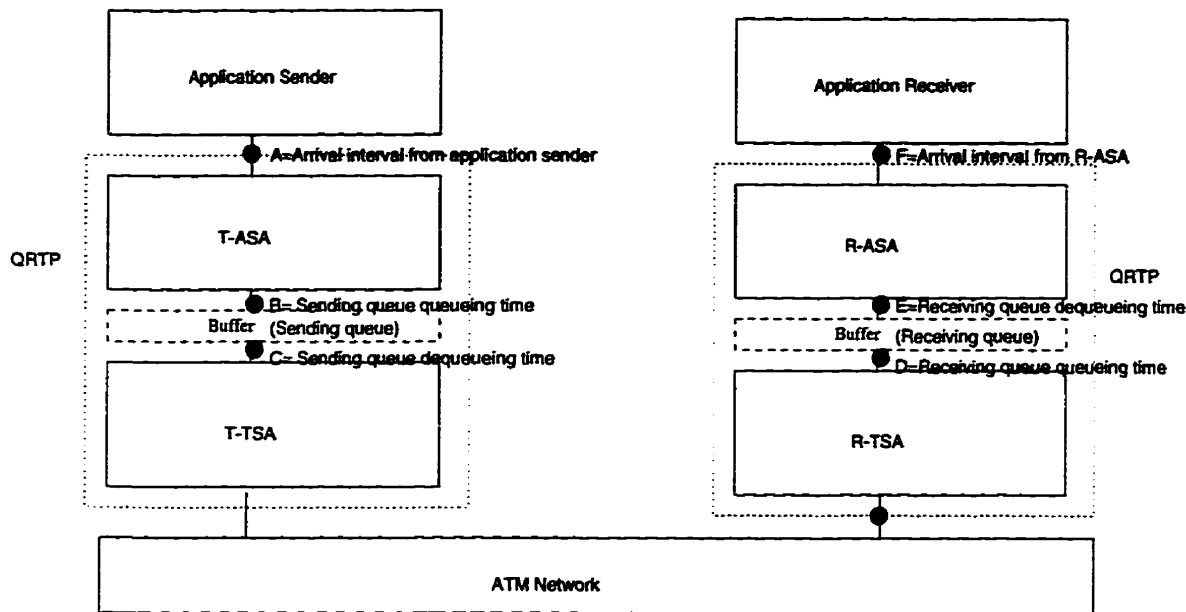 Application Sender
Application Receiver
A=Arrival interval from application sender
F=Arrival interval from R-ASA
T-ASA
R-ASA
QRTP
QRTP
B= Sending queue queueing time
E=Receiving queue dequeueing time
Buffer (Sending queue)
Buffer (Receiving queue)
C= Sending queue dequeueing time
D=Receiving queue queueing time
T-TSA
R-TSA
ATM Network